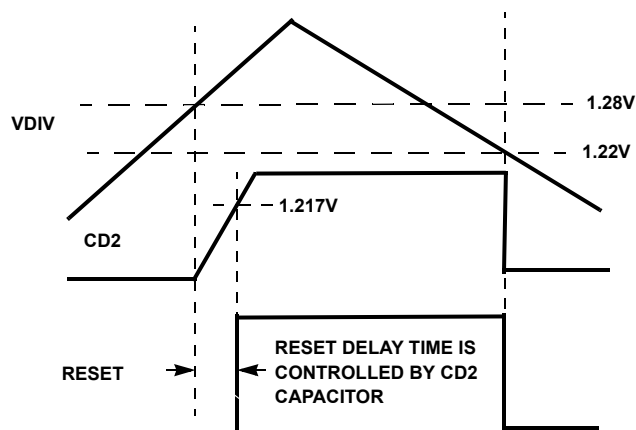 1.28V
VDIV
1.22V
1.217V
CD2
RESET DELAY TIME IS
CONTROLLED BY CD2
CAPACITOR
RESET